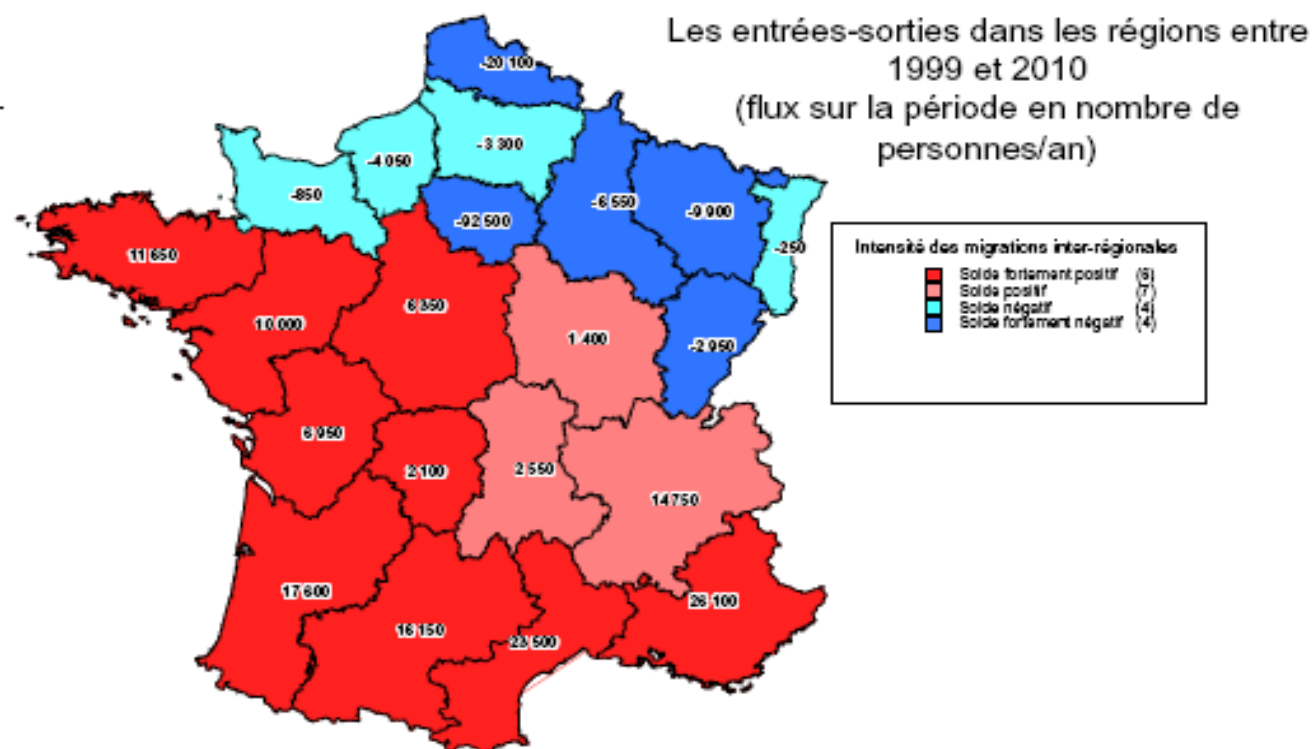 Les entrées-sorties dans les régions entre
1999 et 2010
(flux sur la période en nombre de
personnes/an)
-20 100
-3 300
-4 050
-850
-92 500
-6 550
-9 900
-250
11 650
10 000
6 350
1 400
-2 950
6 950
2 100
2 550
14 750
17 600
16 150
23 500
26 100
Intensité des migrations inter-régionales
Solde fortement positif (6)
Solde positif (7)
Solde négatif (4)
Solde fortement négatif (4)